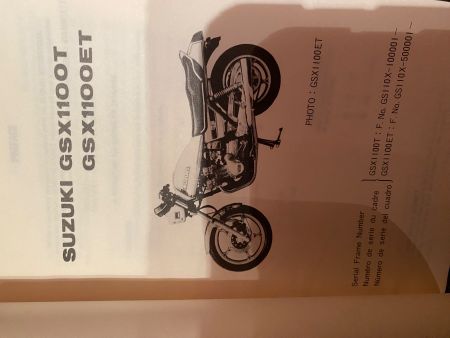 SUZUKI GSX1100T
GSX1100ET
PHOTO : GSX1100ET
Serial Frame Number
Numéro de série du cadre
Número de serie del cuadro
GSX1100T : F. No. GS110X-100001-
GSX1100ET : F. No. GS110X-500001-